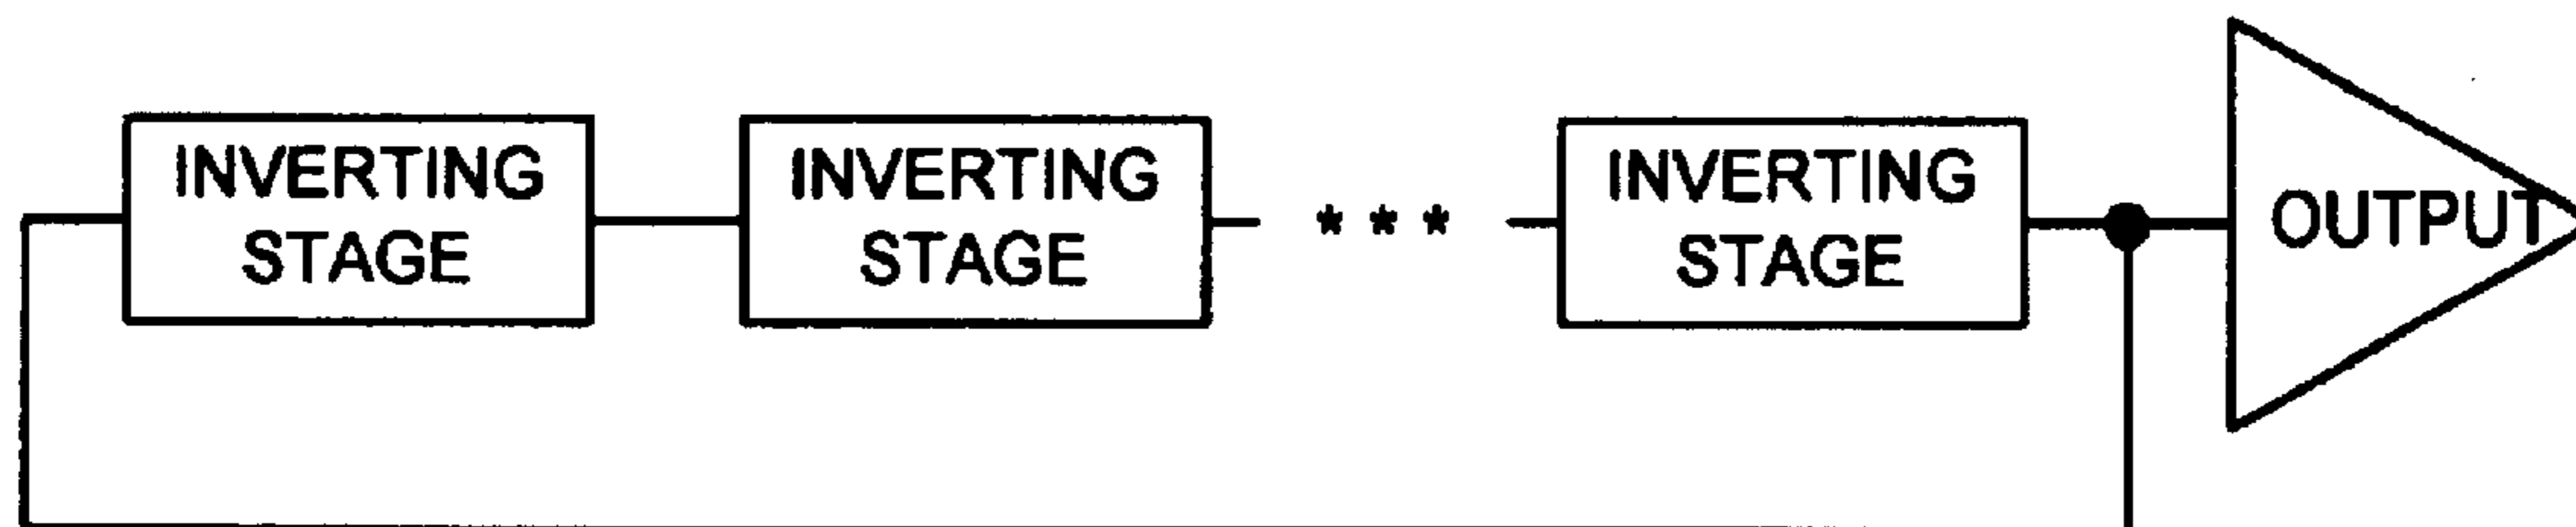 INVERTING
STAGE
INVERTING
STAGE
* * *
INVERTING
STAGE
OUTPUT